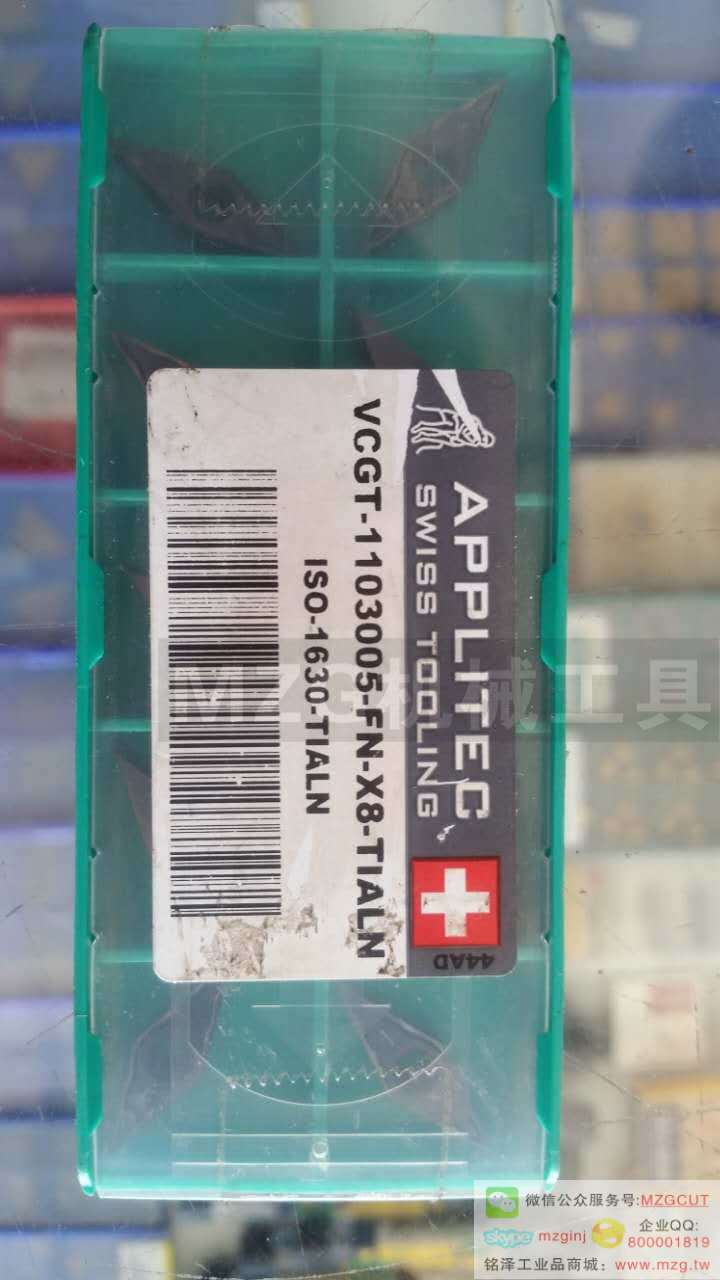 APPLITEC
SWISS TOOLING
44AD
VCGT-1103005-FN-X8-TIALN
ISO-1630-TIALN
MZG机械工具
微信公众服务号:MZGCUT
skype mzginj 企业QQ:
800001819
铭泽工业品商城:www.mzg.tw